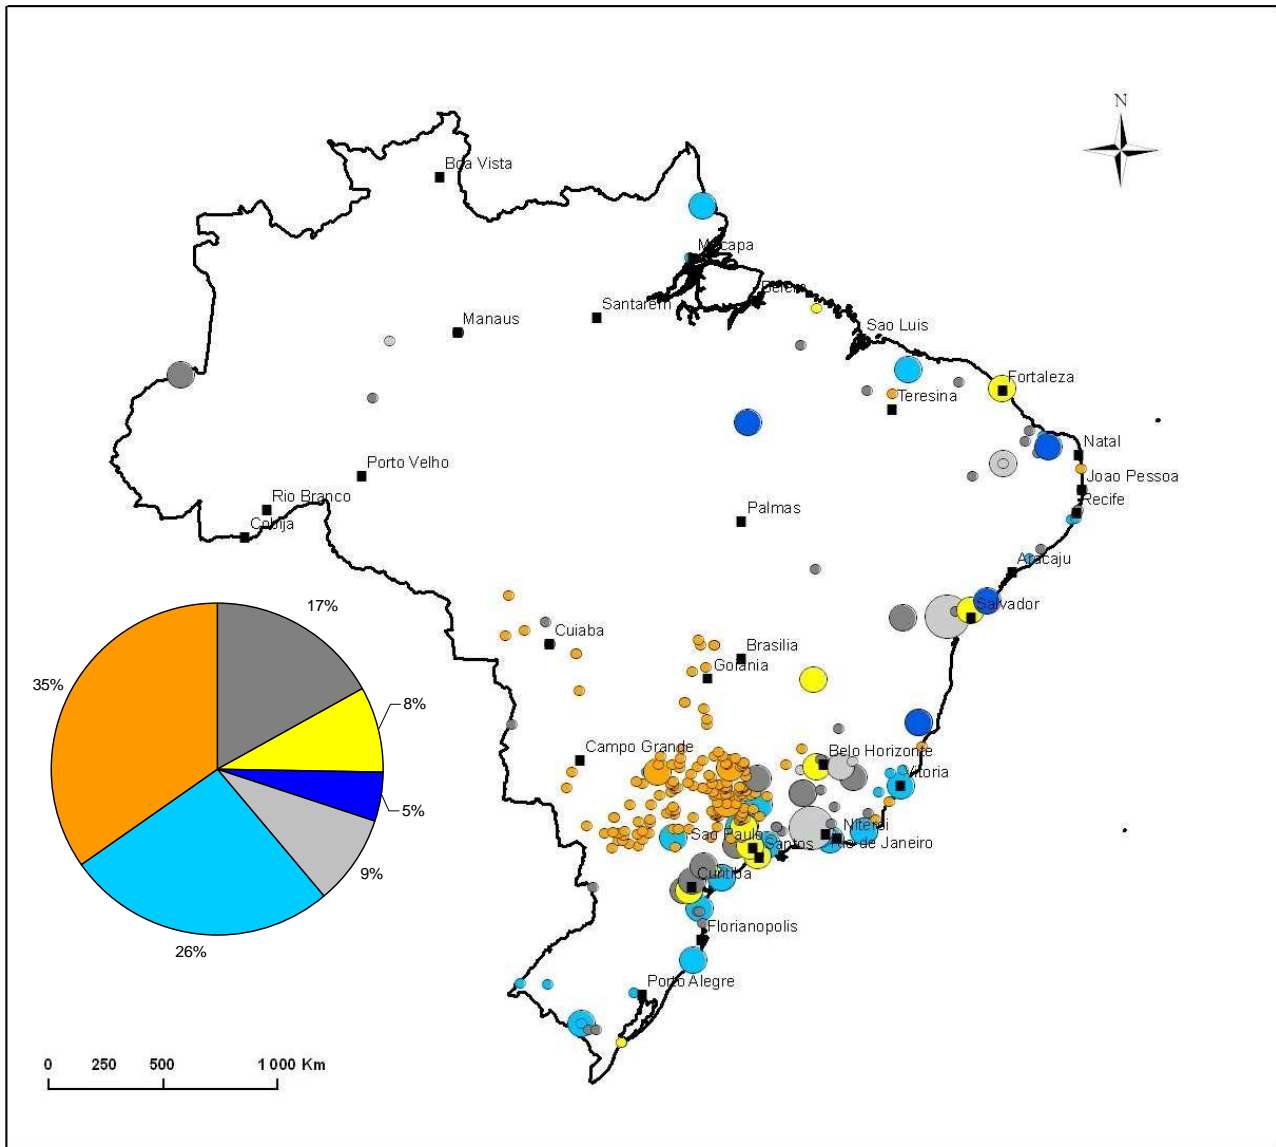 N
Boa Vista
Macapa
Belem
Santarem
Manaus
Sao Luis
Fortaleza
Teresina
Natal
Porto Velho
Joao Pessoa
Rio Branco
Recife
Palmas
Cobija
Aracaju
Salvador
17%
Cuiaba
Brasilia
Goiania
35%
8%
Campo Grande
Belo Horizonte
Vitoria
5%
Niteroi
Sao Paulo
Santos
Rio de Janeiro
9%
Curitiba
Florianopolis
26%
Porto Alegre
0 250 500 1 000 Km